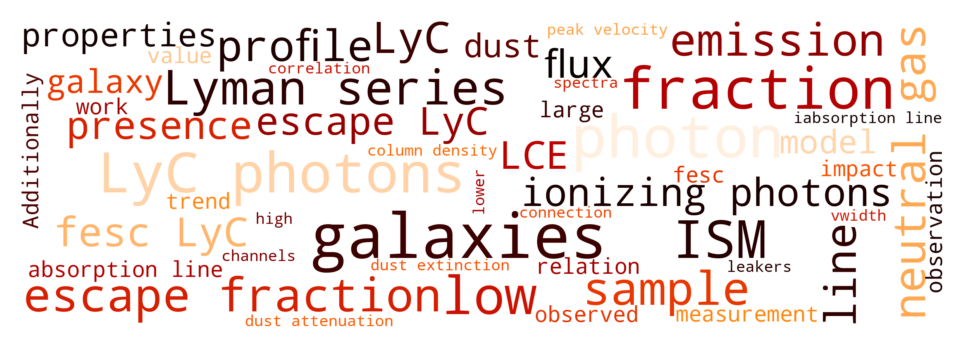 properties
value
correlation
profile
LyC
dust
peak velocity
emission
galaxy
work
Lyman series
flux
spectra
fraction
large
iabsorption line
presence
escape LyC
photon
model
Additionally
column density
LCE
LyC photons
fesc
impact
trend
lower
ionizing photons
neutral gas
observation
fesc LyC
high
channels
connection
galaxies
ISM
vwidth
line
absorption line
dust extinction
relation
leakers
escape fraction
low
sample
dust attenuation
observed
measurement